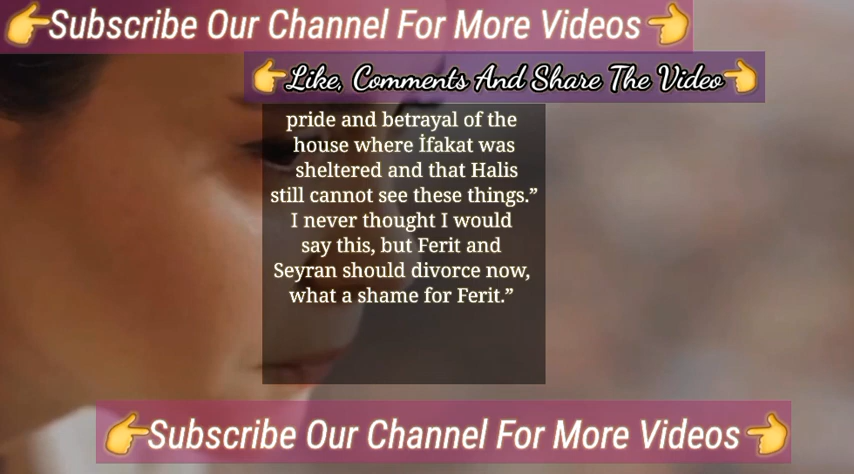 👉Subscribe Our Channel For More Videos👈
👉Like, Comments And Share The Video👈
pride and betrayal of the
house where İfakat was
sheltered and that Halis
still cannot see these things.”
I never thought I would
say this, but Ferit and
Seyran should divorce now,
what a shame for Ferit.”
👉Subscribe Our Channel For More Videos👈